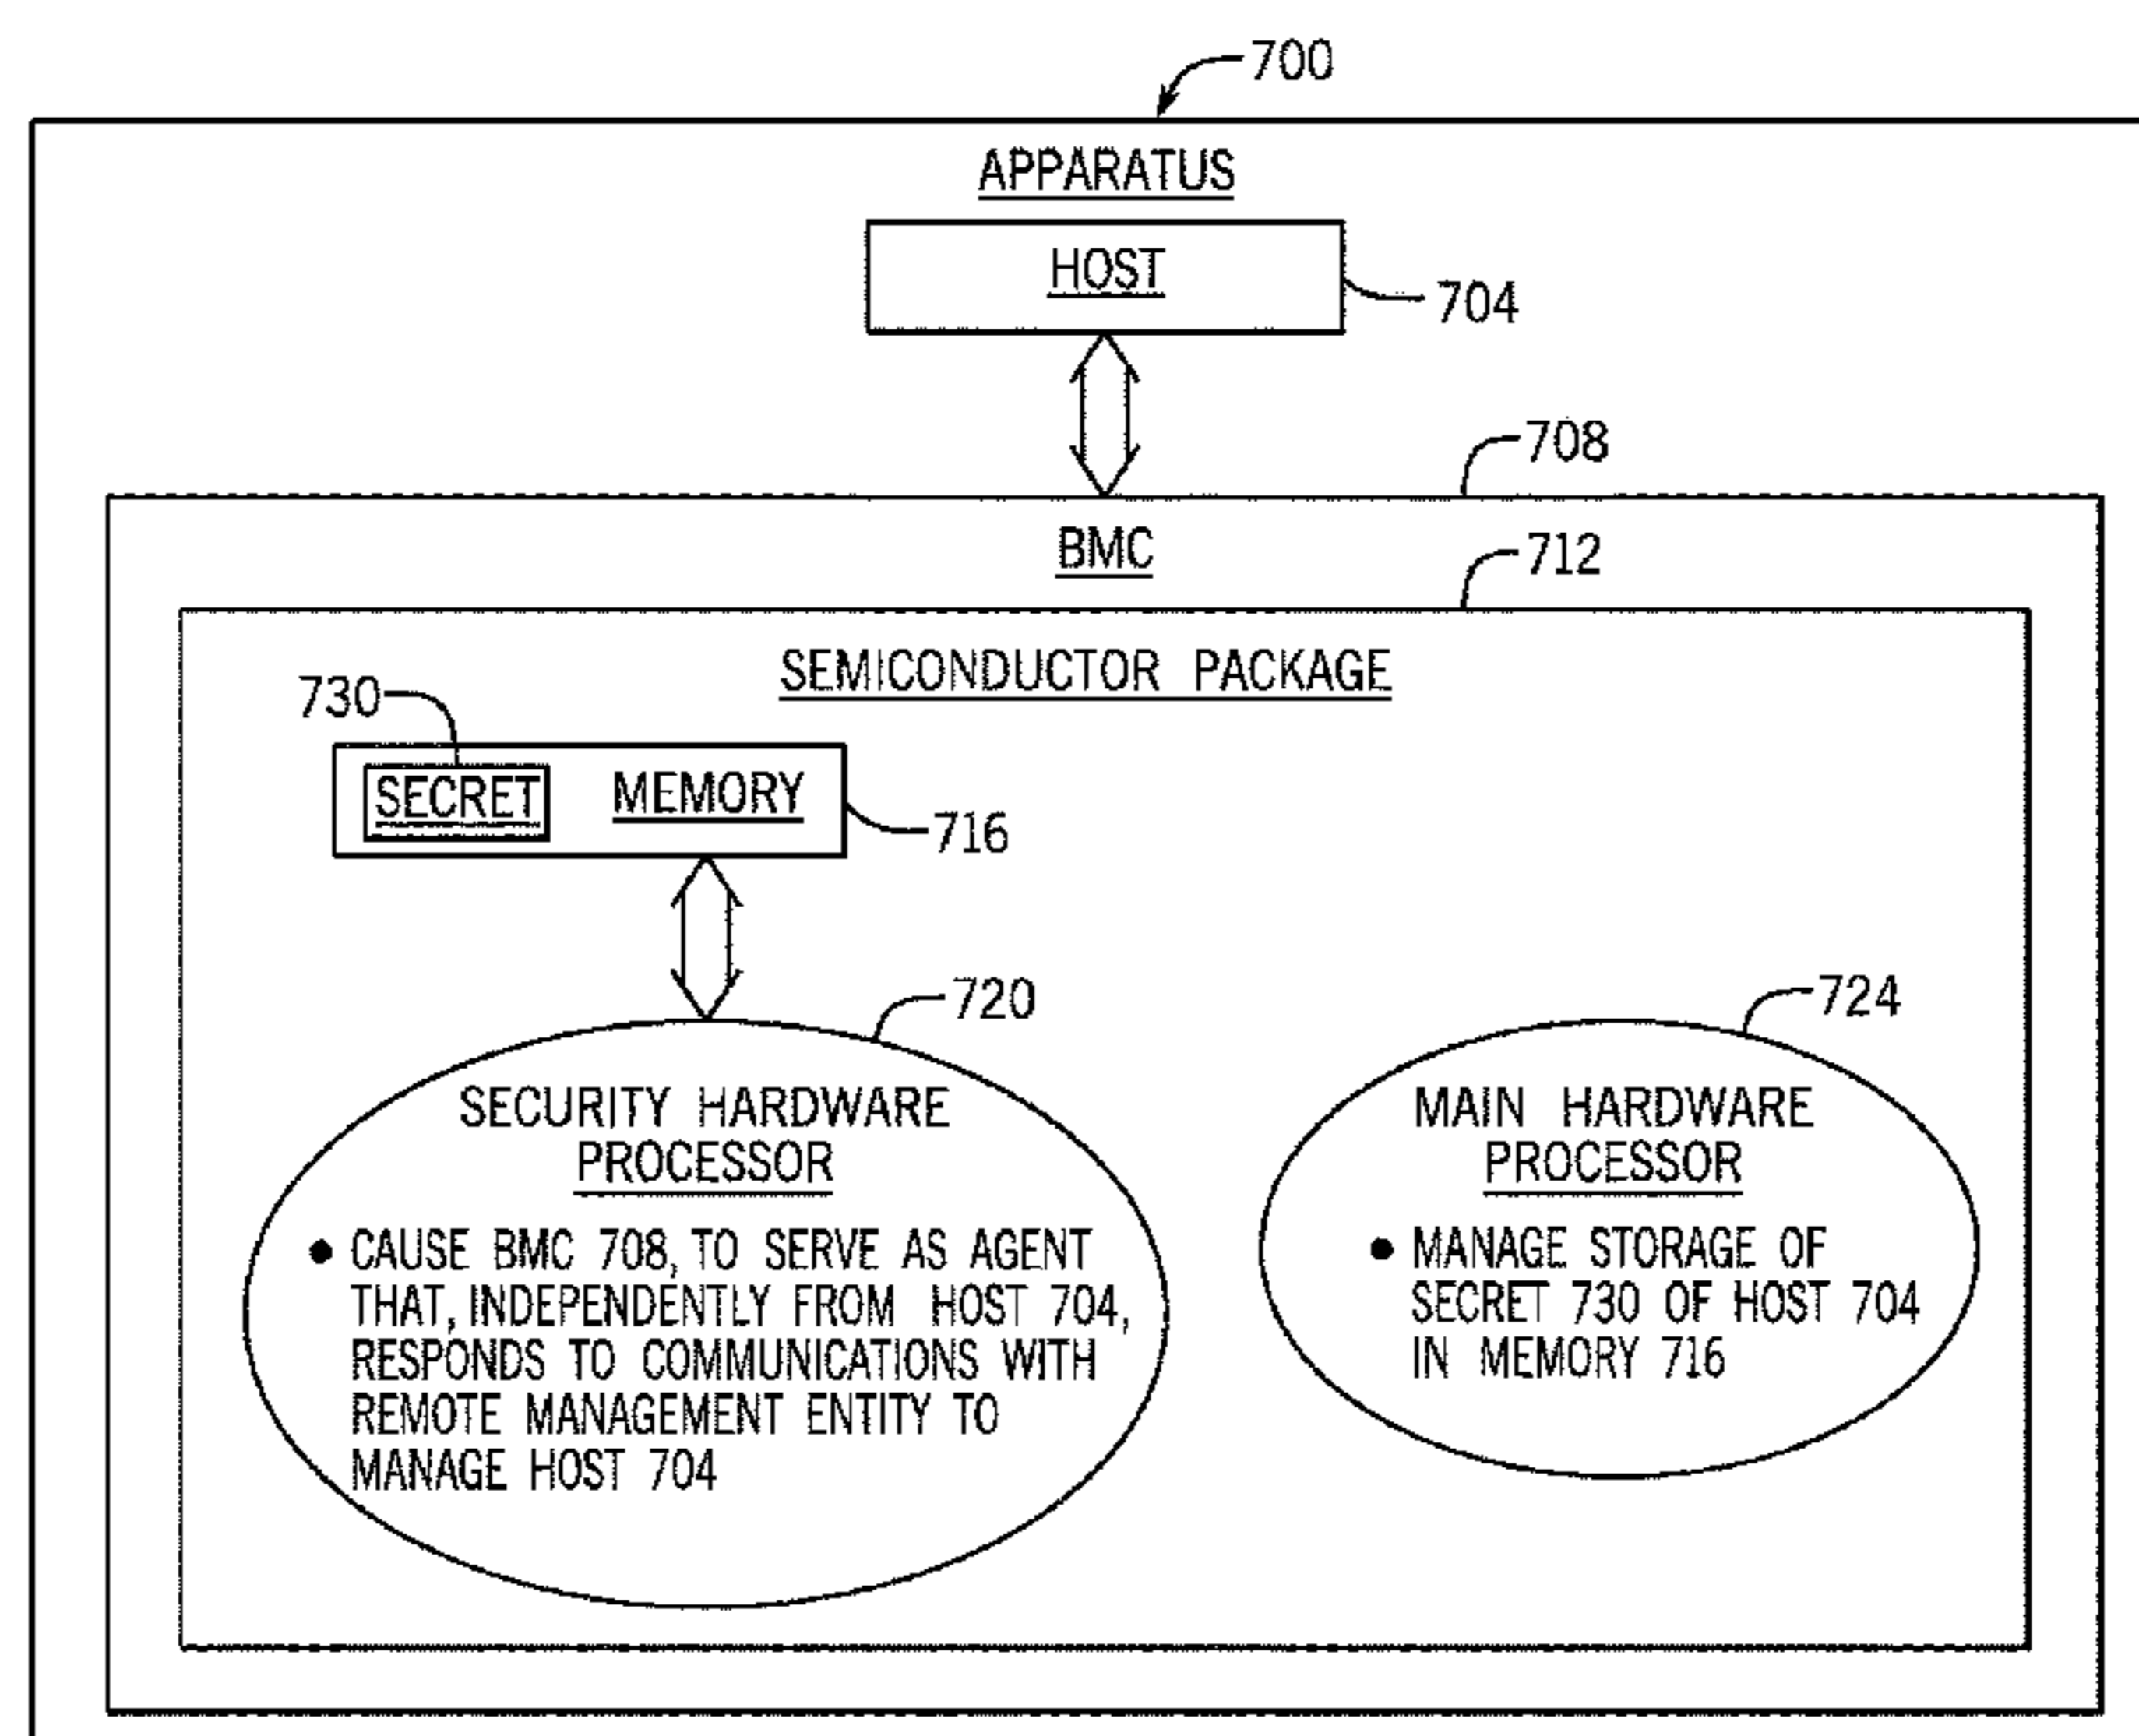 700
APPARATUS
HOST
704
708
BMC
712
SEMICONDUCTOR PACKAGE
730
SECRET MEMORY
716
720
SECURITY HARDWARE
PROCESSOR
● CAUSE BMC 708, TO SERVE AS AGENT
THAT, INDEPENDENTLY FROM HOST 704,
RESPONDS TO COMMUNICATIONS WITH
REMOTE MANAGEMENT ENTITY TO
MANAGE HOST 704
724
MAIN HARDWARE
PROCESSOR
● MANAGE STORAGE OF
SECRET 730 OF HOST 704
IN MEMORY 716